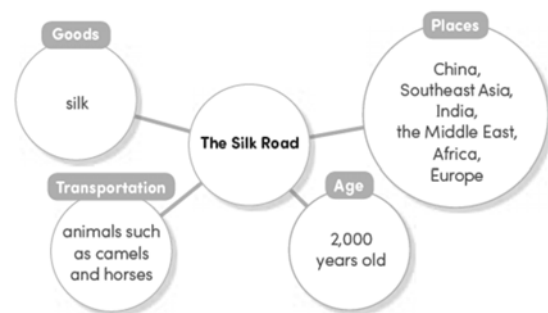 Goods
silk
The Silk Road
Places
China,
Southeast Asia,
India,
the Middle East,
Africa,
Europe
Transportation
animals such
as camels
and horses
Age
2,000
years old